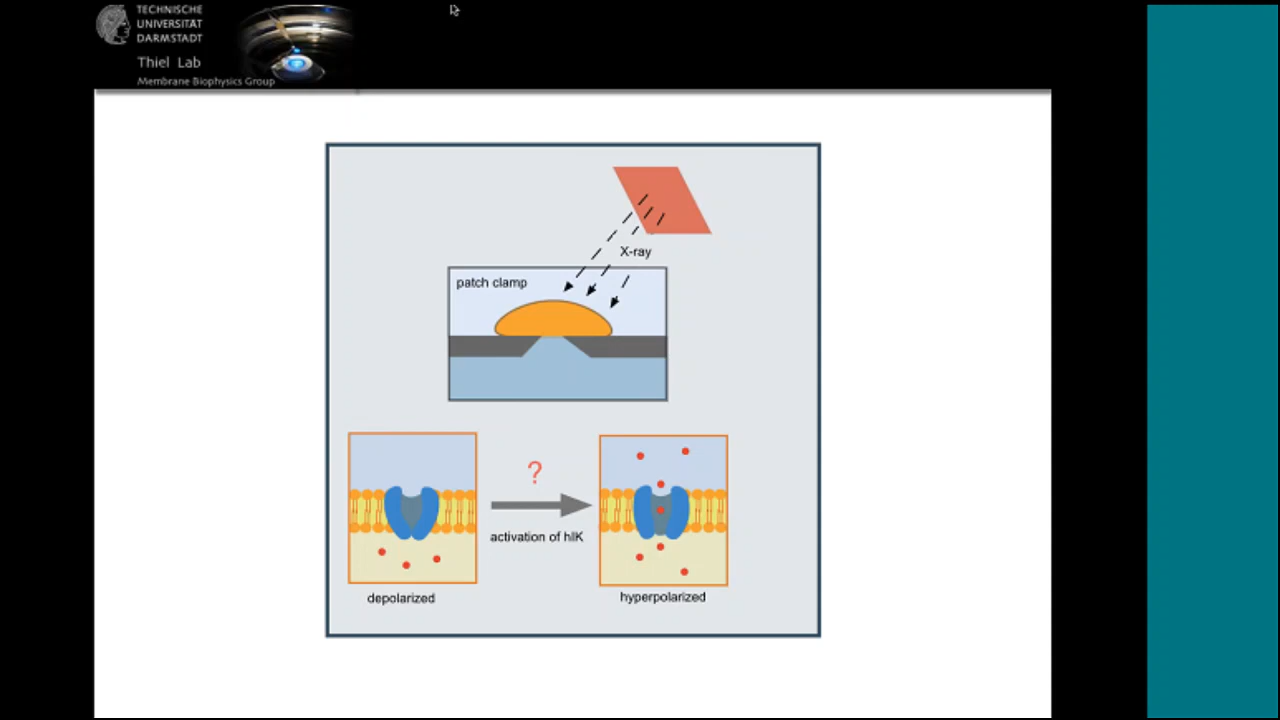 TECHNISCHE
UNIVERSITÄT
DARMSTADT
Thiel Lab
Membrane Biophysics Group
X-ray
patch clamp
?
activation of hIK
depolarized
hyperpolarized